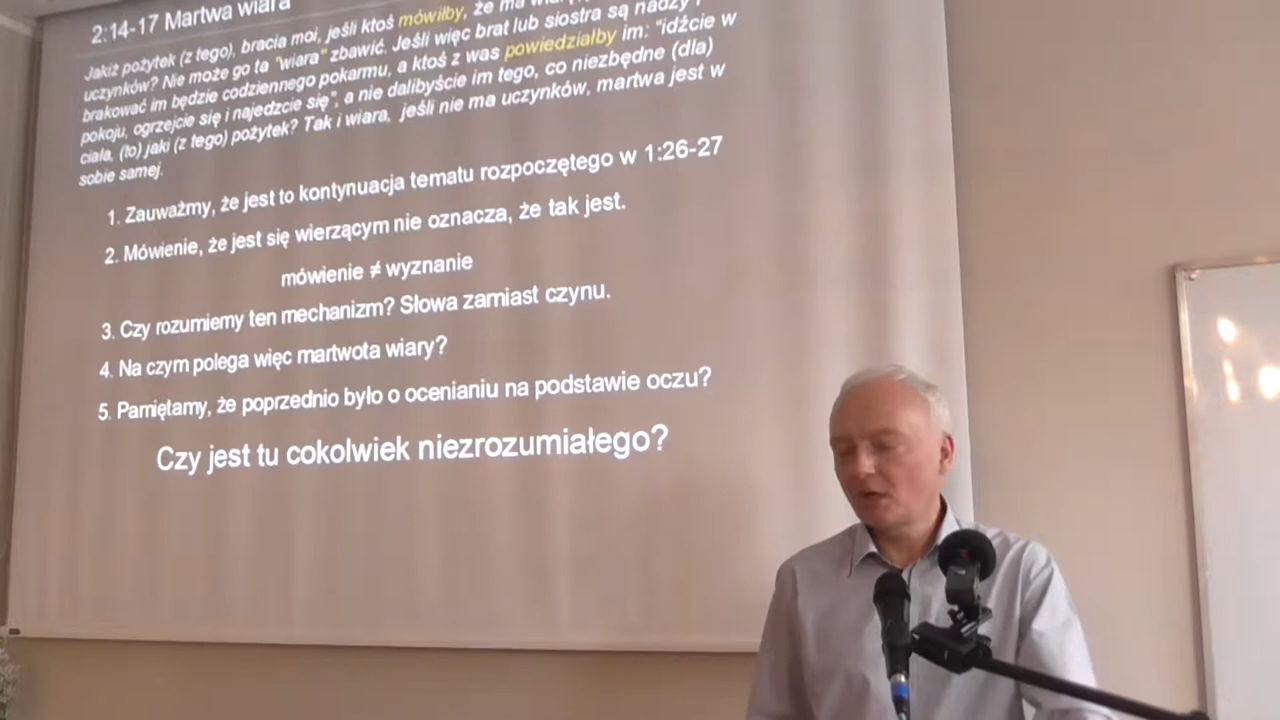 2:14-17 Martwa wiara
Jakiż pożytek (z tego), bracia moi, jeśli ktoś mówiłby, że ma
uczynków? Nie może go ta "wiara" zbawić. Jeśli więc brat lub siostra są nadzy i
brakować im będzie codziennego pokarmu, a ktoś z was powiedziałby im: "idźcie w
pokoju, ogrzejcie się i najedzcie się", a nie dalibyście im tego, co niezbędne (dla)
ciała, (to) jaki (z tego) pożytek? Tak i wiara, jeśli nie ma uczynków, martwa jest w
sobie samej.
1. Zauważmy, że jest to kontynuacja tematu rozpoczętego w 1:26-27
2. Mówienie, że jest się wierzącym nie oznacza, że tak jest.
mówienie ≠ wyznanie
3. Czy rozumiemy ten mechanizm? Słowa zamiast czynu.
4. Na czym polega więc martwota wiary?
5. Pamiętamy, że poprzednio było o ocenianiu na podstawie oczu?
Czy jest tu cokolwiek niezrozumiałego?